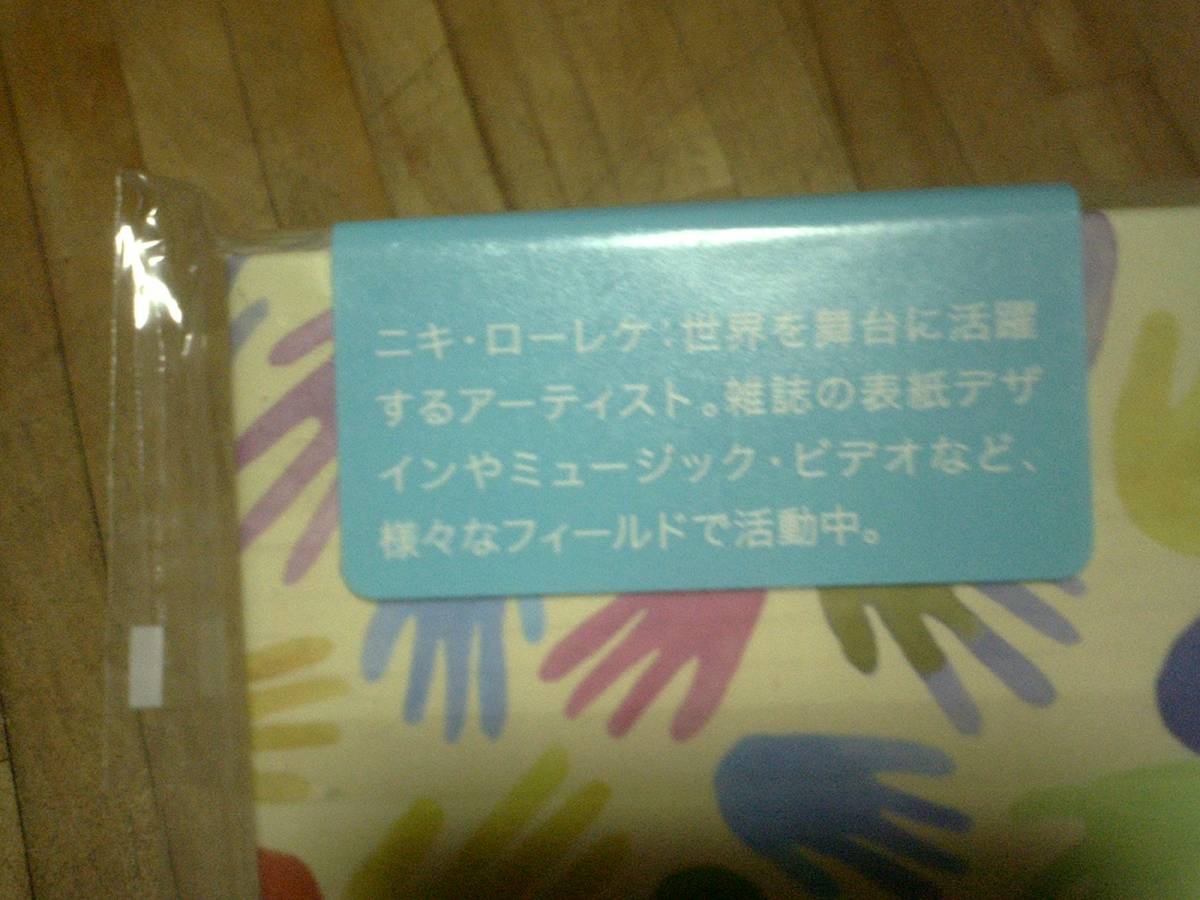 ニキ・ローレケ：世界を舞台に活躍
するアーティスト。雑誌の表紙デザ
インやミュージック・ビデオなど、
様々なフィールドで活動中。